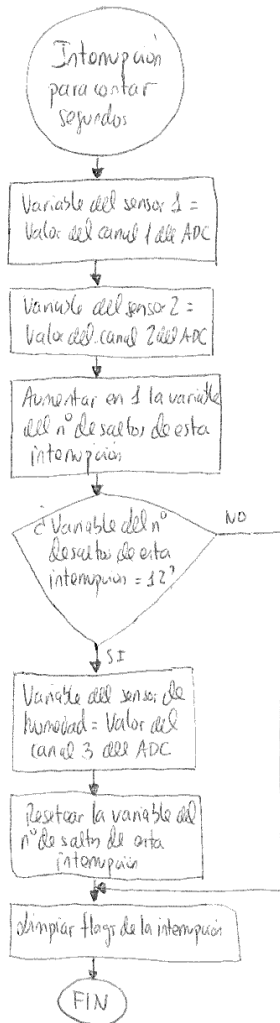 Interrupción
para contar
segundos
Variable del sensor 1 =
Valor del canal 1 del ADC
Variable del sensor 2 =
Valor del canal 2 del ADC
Aumentar en 1 la variable
del nº de saltos de esta
interrupción
¿Variable del nº
de saltos de esta
interrupción = 12?
NO
SI
Variable del sensor de
humedad = Valor del
canal 3 del ADC
Resetear la variable del
nº de saltos de esta
interrupción
Limpiar flags de la interrupción
FIN